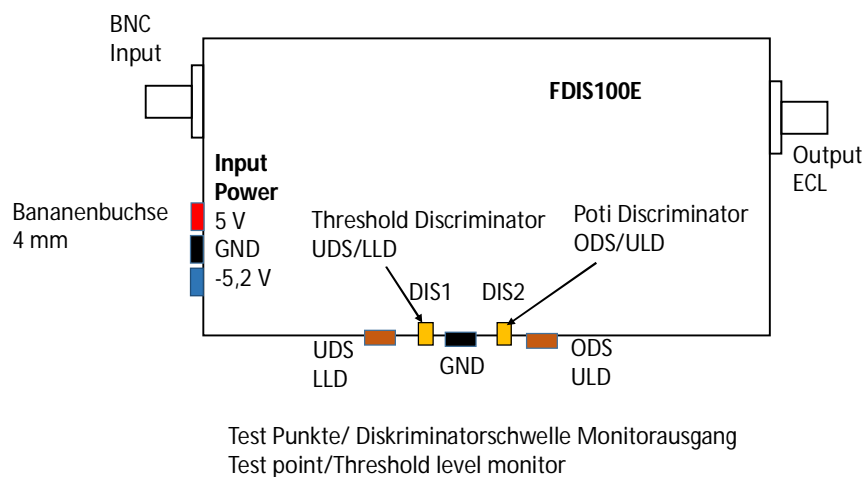 BNC
Input
FDIS100E
Output
ECL
Input
Power
5 V
GND
-5,2 V
Bananenbuchse
4 mm
Threshold Discriminator
UDS/LLD
Poti Discriminator
ODS/ULD
DIS1
DIS2
UDS
LLD
GND
ODS
ULD
Test Punkte/ Diskriminatorschwelle Monitorausgang
Test point/Threshold level monitor